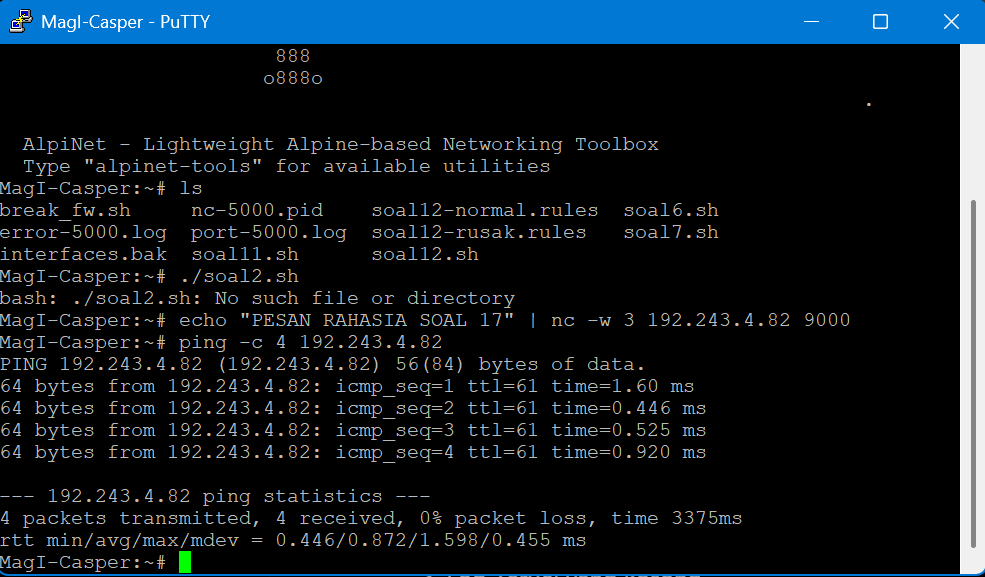 MagI-Casper - PuTTY
888
o888o
.
AlpiNet - Lightweight Alpine-based Networking Toolbox
Type "alpinet-tools" for available utilities
MagI-Casper:~# ls
break_fw.sh     nc-5000.pid    soal12-normal.rules  soal6.sh
error-5000.log  port-5000.log  soal12-rusak.rules   soal7.sh
interfaces.bak  soal11.sh      soal12.sh
MagI-Casper:~# ./soal2.sh
bash: ./soal2.sh: No such file or directory
MagI-Casper:~# echo "PESAN RAHASIA SOAL 17" | nc -w 3 192.243.4.82 9000
MagI-Casper:~# ping -c 4 192.243.4.82
PING 192.243.4.82 (192.243.4.82) 56(84) bytes of data.
64 bytes from 192.243.4.82: icmp_seq=1 ttl=61 time=1.60 ms
64 bytes from 192.243.4.82: icmp_seq=2 ttl=61 time=0.446 ms
64 bytes from 192.243.4.82: icmp_seq=3 ttl=61 time=0.525 ms
64 bytes from 192.243.4.82: icmp_seq=4 ttl=61 time=0.920 ms
--- 192.243.4.82 ping statistics ---
4 packets transmitted, 4 received, 0% packet loss, time 3375ms
rtt min/avg/max/mdev = 0.446/0.872/1.598/0.455 ms
MagI-Casper:~#